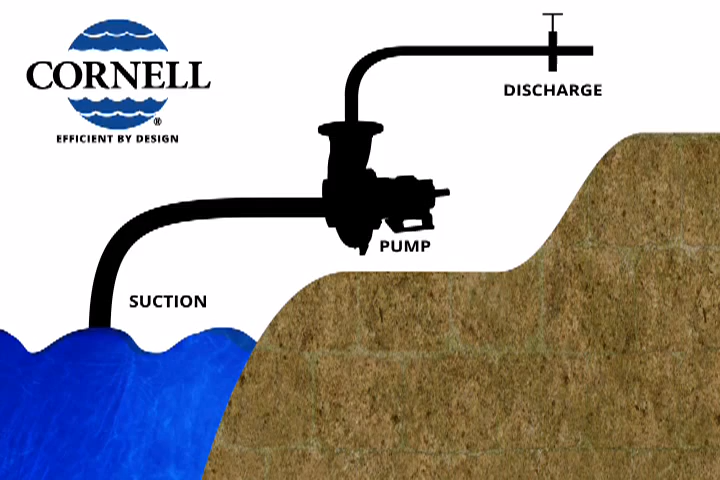 CORNELL
®
EFFICIENT BY DESIGN
DISCHARGE
PUMP
SUCTION